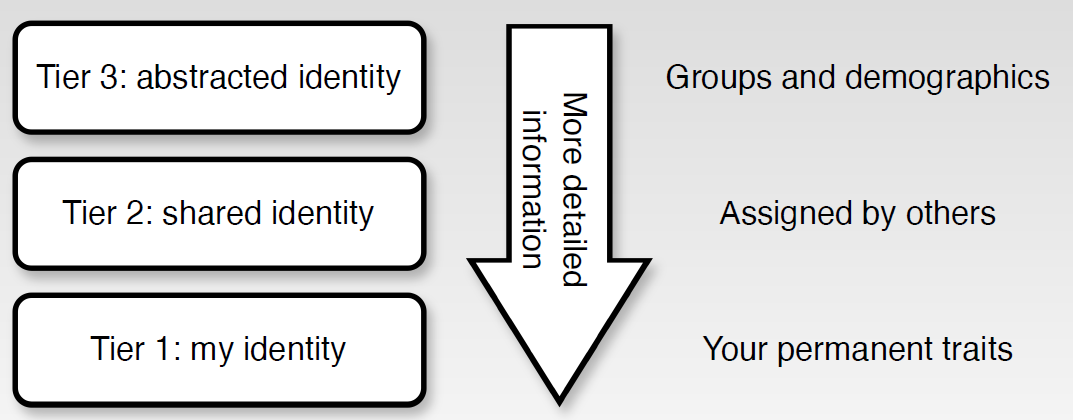 Tier 3: abstracted identity
Groups and demographics
More detailed
information
Tier 2: shared identity
Assigned by others
Tier 1: my identity
Your permanent traits